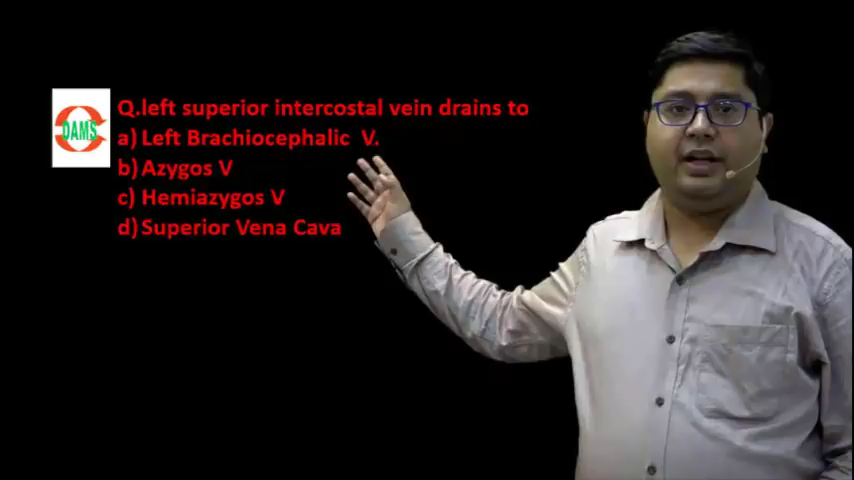 DAMS
Q.left superior intercostal vein drains to
a) Left Brachiocephalic V.
b) Azygos V
c) Hemiazygos V
d) Superior Vena Cava